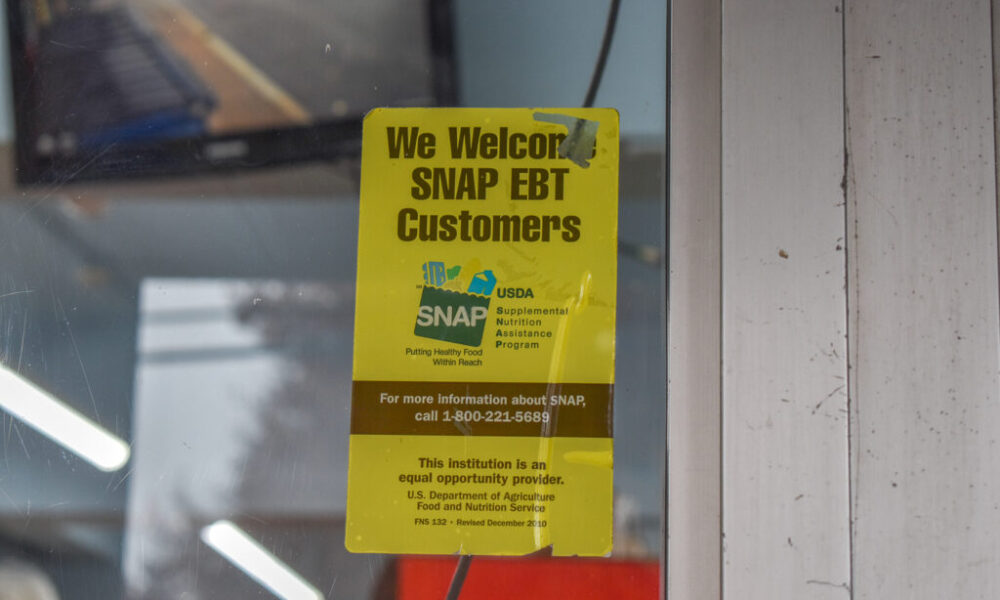 We Welcome
SNAP EBT
Customers
SNAP
USDA
Supplemental
Nutrition
Assistance
Program
Putting Healthy Food
Within Reach
For more information about SNAP,
call 1-800-221-5689
This institution is an
equal opportunity provider.
U.S. Department of Agriculture
Food and Nutrition Service
FNS 132 • Revised December 2010